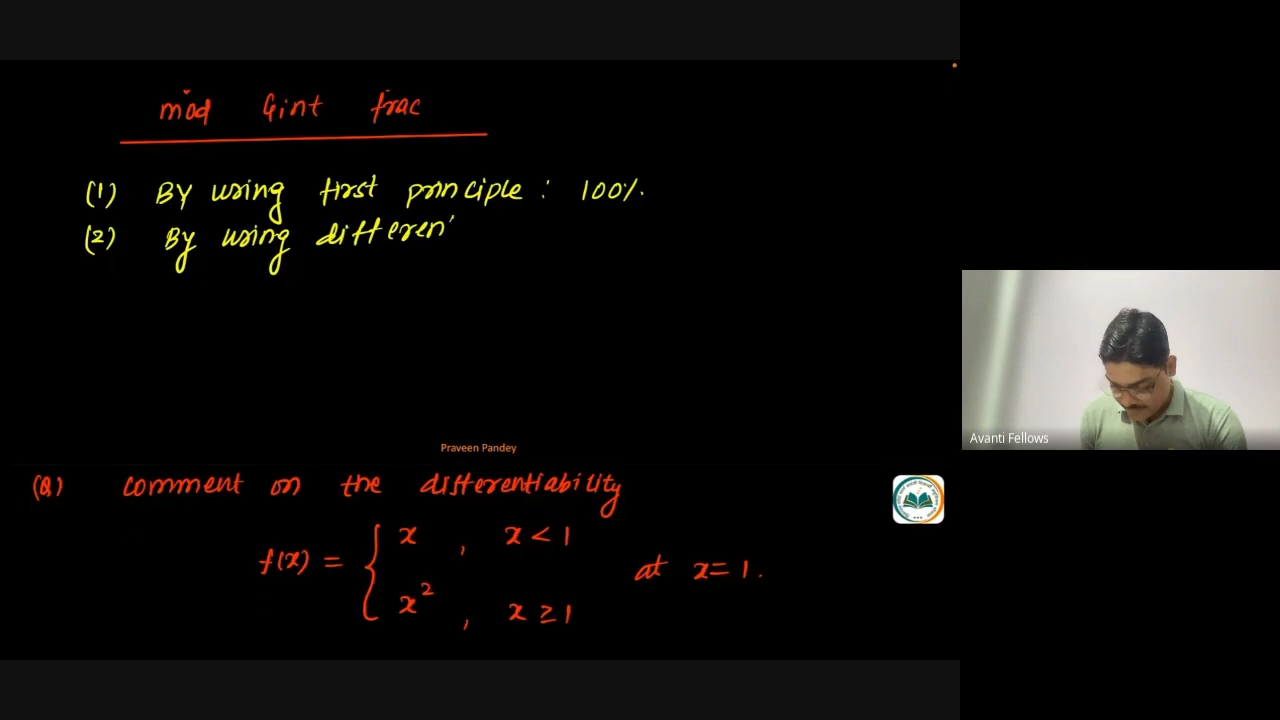 mod Gint frac
(1) By using first principle : 100%.
(2) By using differen
Praveen Pandey
(Q) comment on the differentiability
f(x) = { x , x < 1
x² , x ≥ 1
at x = 1.
Avanti Fellows